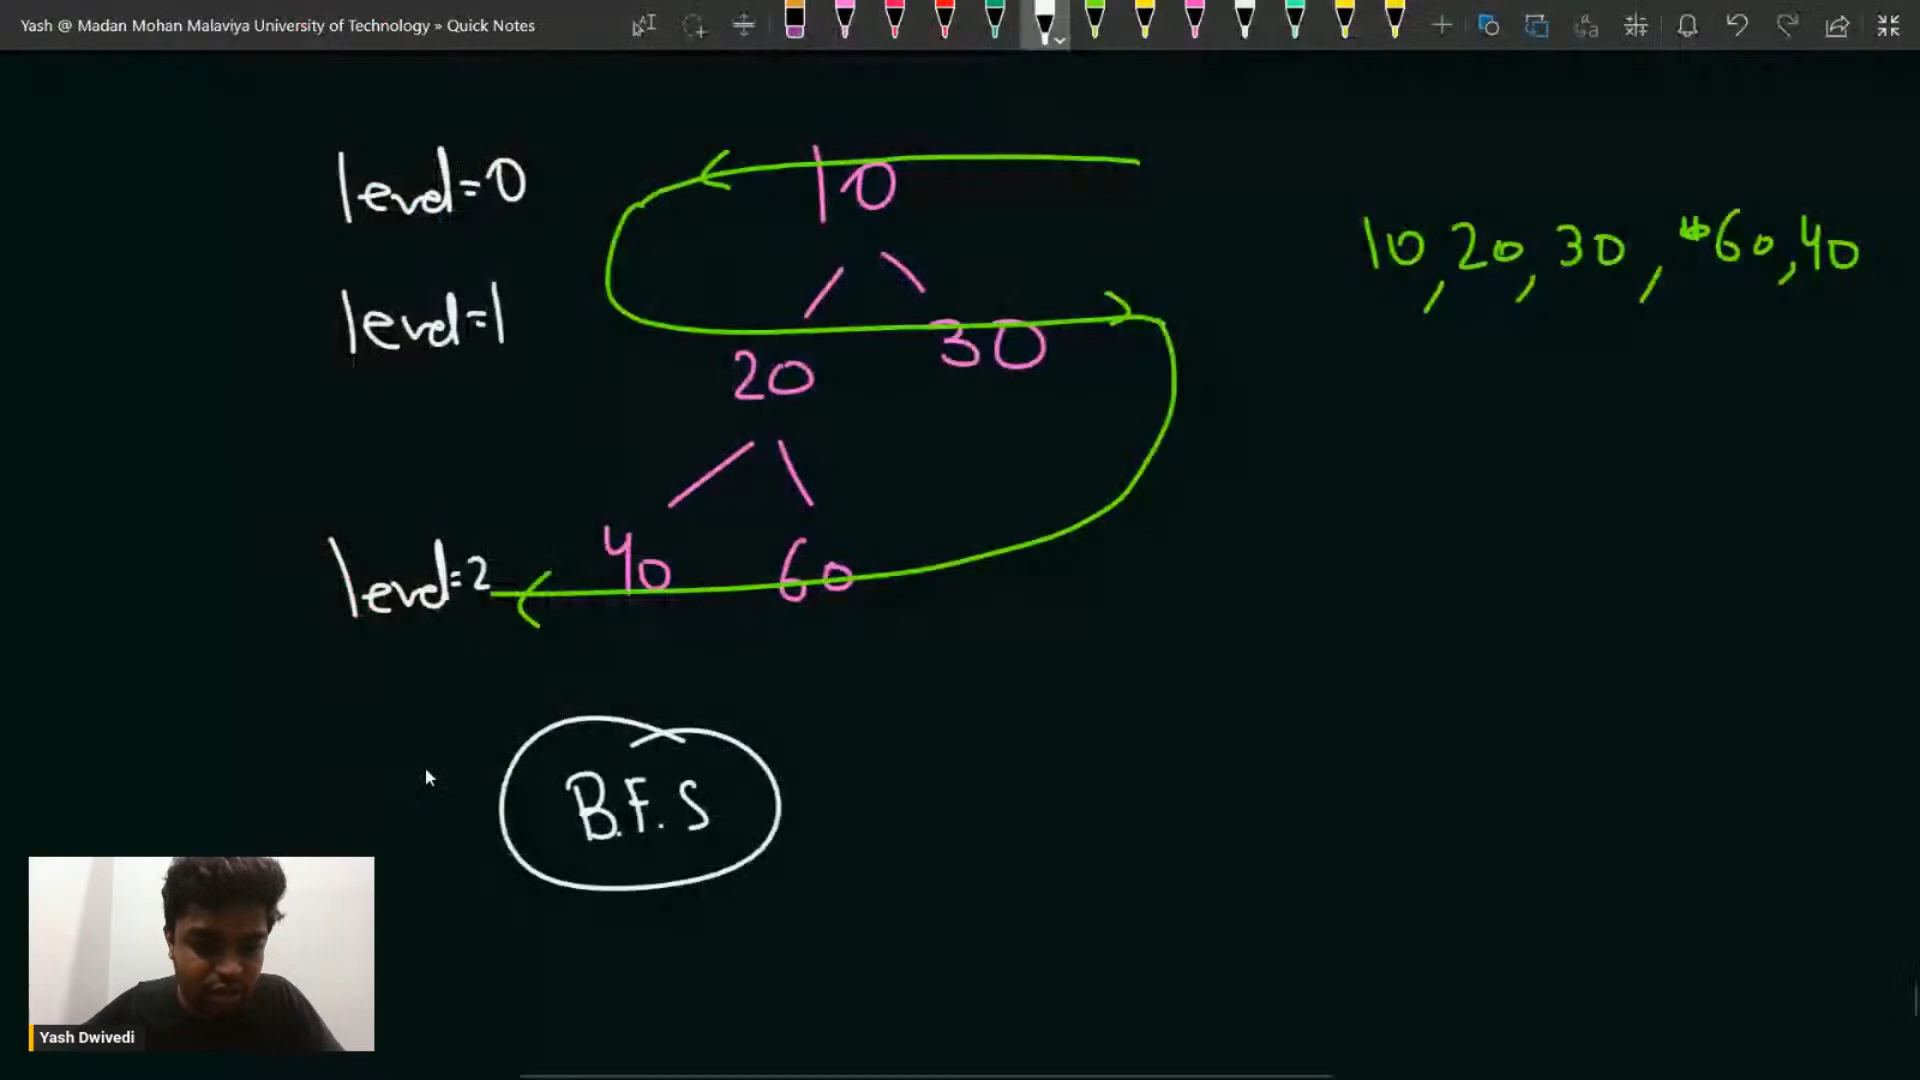 Yash @ Madan Mohan Malaviya University of Technology » Quick Notes
level=0
10
10,20,30, 60,40
level=1
20
30
level=2
40
60
B.F.S
Yash Dwivedi